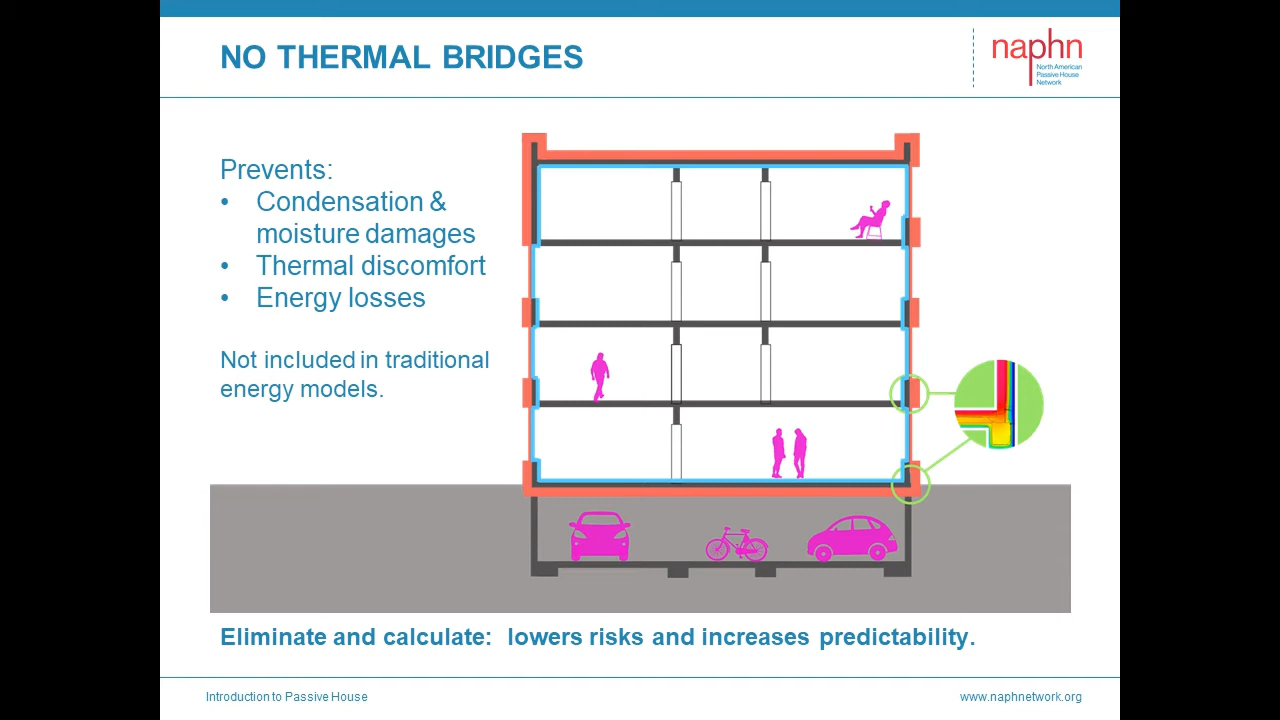 NO THERMAL BRIDGES
naphn
North American
Passive House
Network
Prevents:
• Condensation &
moisture damages
• Thermal discomfort
• Energy losses
Not included in traditional
energy models.
Eliminate and calculate: lowers risks and increases predictability.
Introduction to Passive House
www.naphnetwork.org